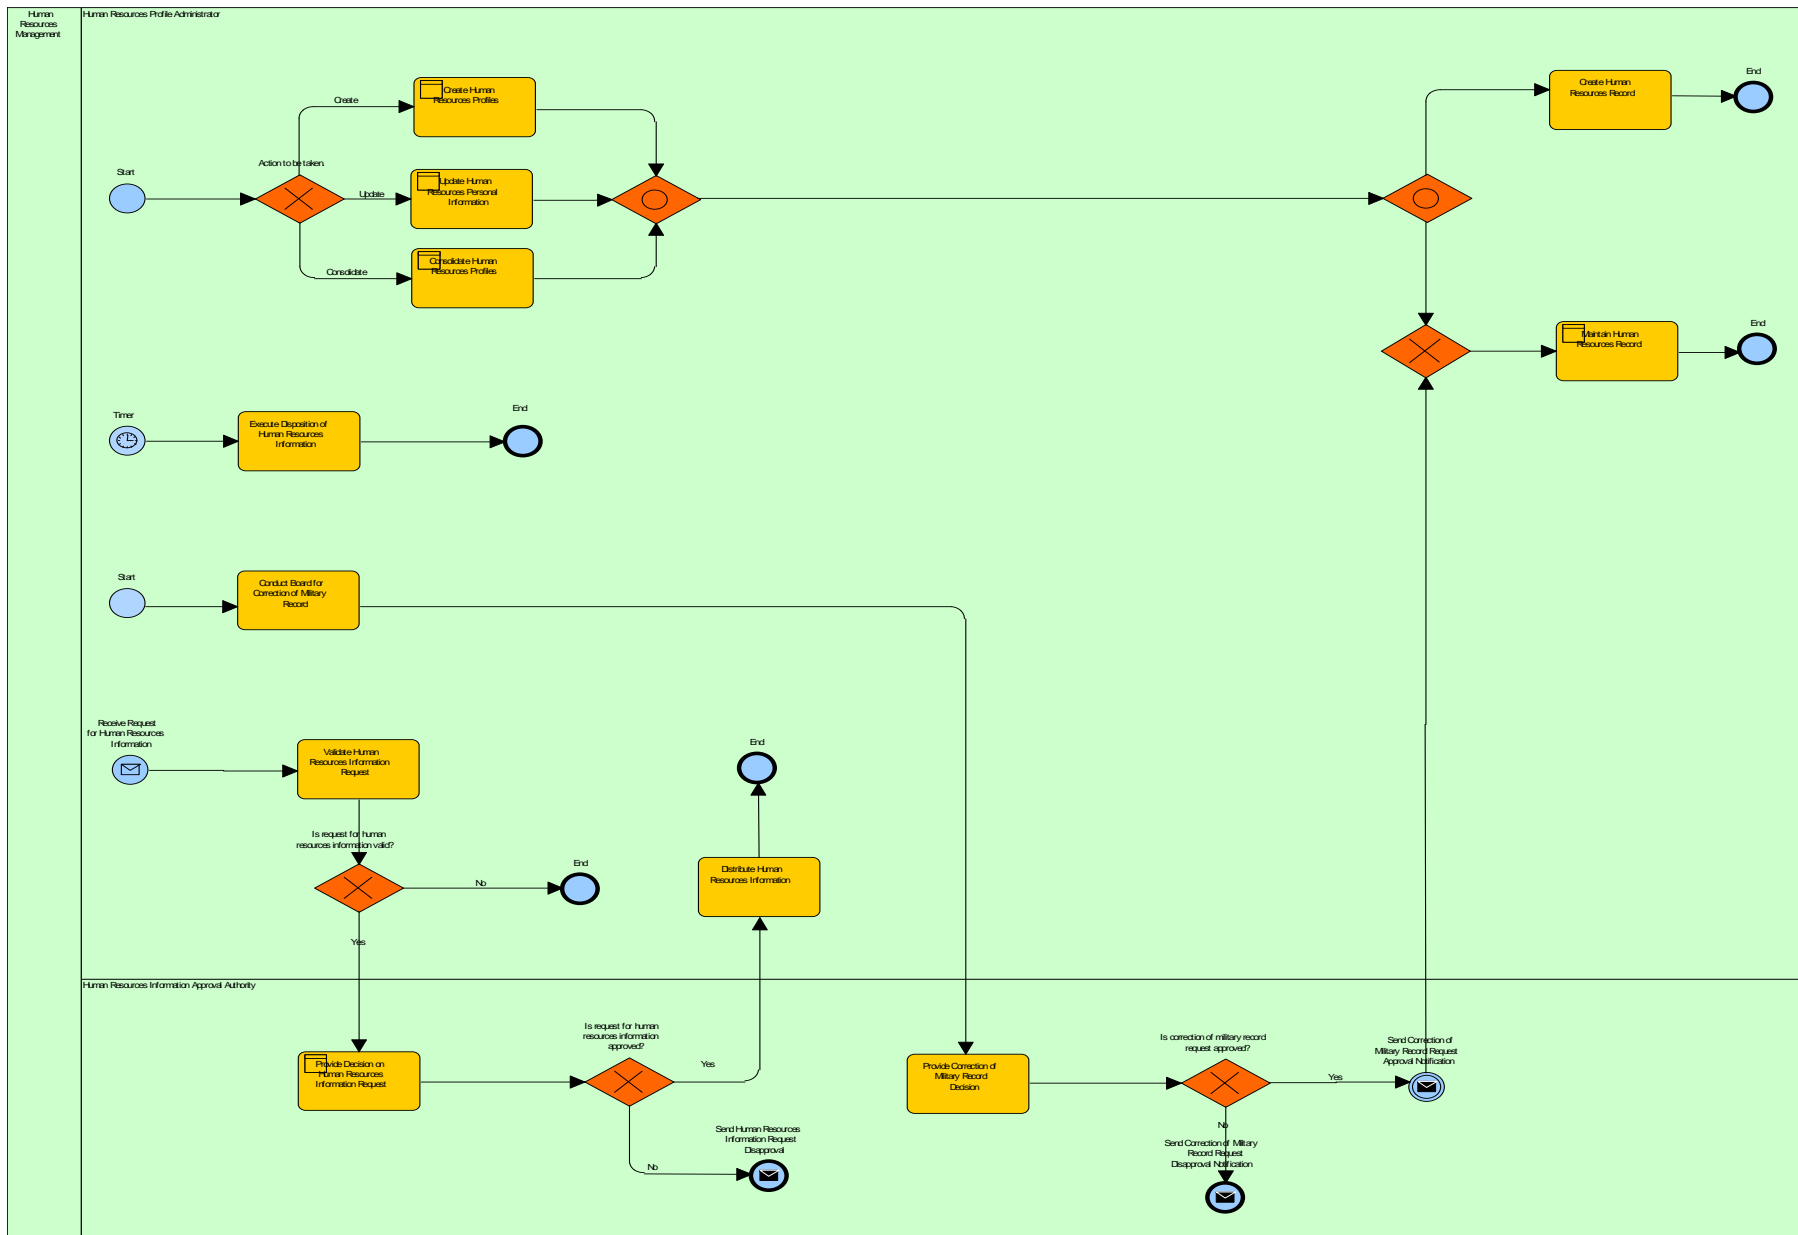 Human
Resources
Management
Human Resources Profile Administrator
Create Human
Resources Profiles
Create
Action to be taken.
Start
Update
Update Human
Resources Personal
Information
Consolidate
Consolidate Human
Resources Profiles
Create Human
Resources Record
End
Maintain Human
Resources Record
End
Timer
Execute Disposition of
Human Resources
Information
End
Start
Conduct Board for
Correction of Military
Record
Receive Request
for Human Resources
Information
Validate Human
Resources Information
Request
Is request for human
resources information valid?
No
End
Yes
End
Distribute Human
Resources Information
Human Resources Information Approval Authority
Provide Decision on
Human Resources
Information Request
Is request for human
resources information
approved?
Yes
No
Send Human Resources
Information Request
Disapproval
Provide Correction of
Military Record
Decision
Is correction of military record
request approved?
Yes
Send Correction of
Military Record Request
Approval Notification
No
Send Correction of Military
Record Request
Disapproval Notification